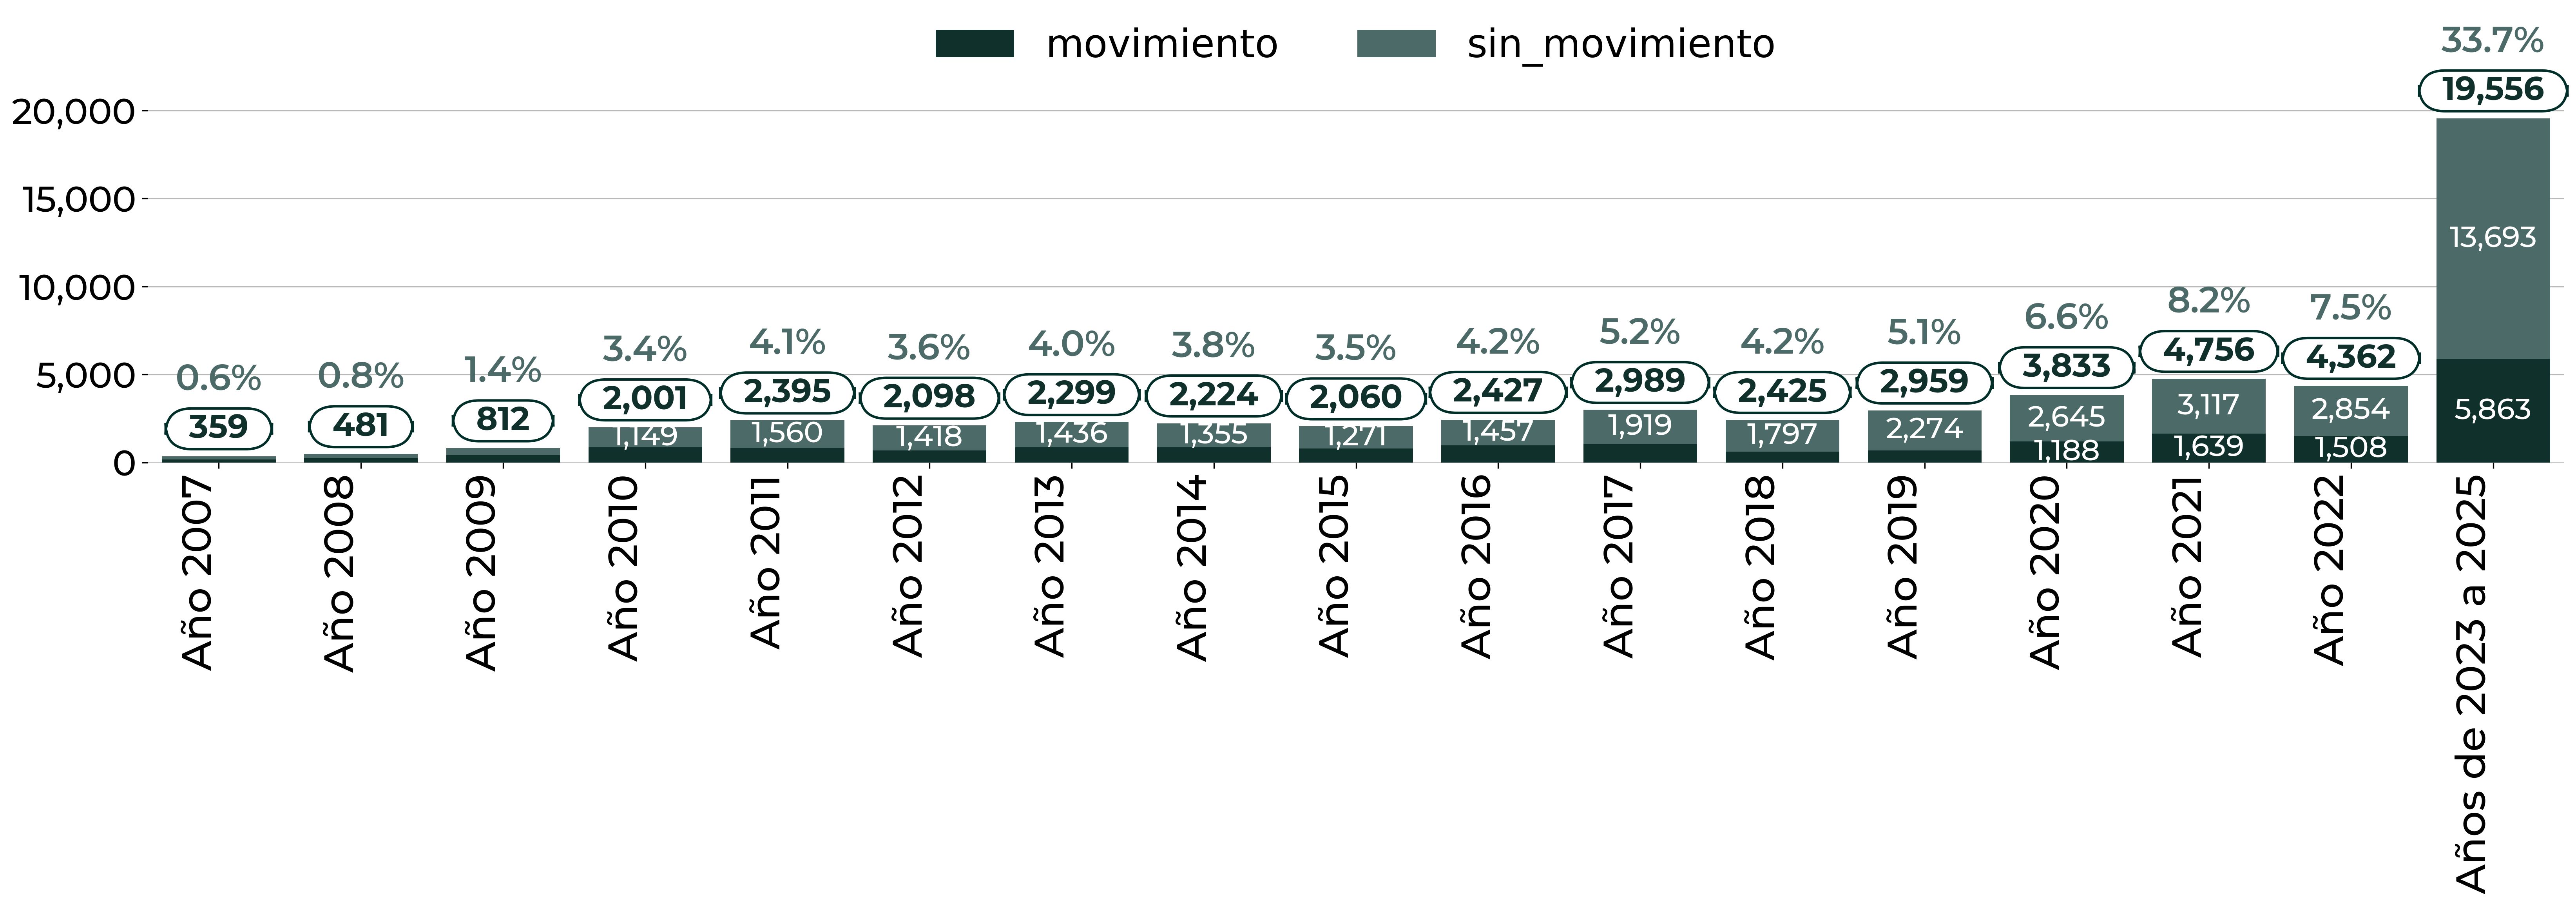 movimiento sin_movimiento
33.7%
19,556
20,000
15,000
13,693
10,000
8.2%
7.5%
6.6%
5.2%
5.1%
4.1%
4.0%
4.2%
4.2%
3.4%
3.6%
3.8%
3.5%
0.6%
0.8%
1.4%
5,000
359 481 812 2,001 2,395 2,098 2,299 2,224 2,060 2,427 2,989 2,425 2,959 3,833 4,756 4,362
1,149 1,560 1,418 1,436 1,355 1,271 1,457 1,919 1,797 2,274 2,645 3,117 2,854
1,188 1,639 1,508 5,863
0
Año 2007
Año 2008
Año 2009
Año 2010
Año 2011
Año 2012
Año 2013
Año 2014
Año 2015
Año 2016
Año 2017
Año 2018
Año 2019
Año 2020
Año 2021
Año 2022
Años de 2023 a 2025